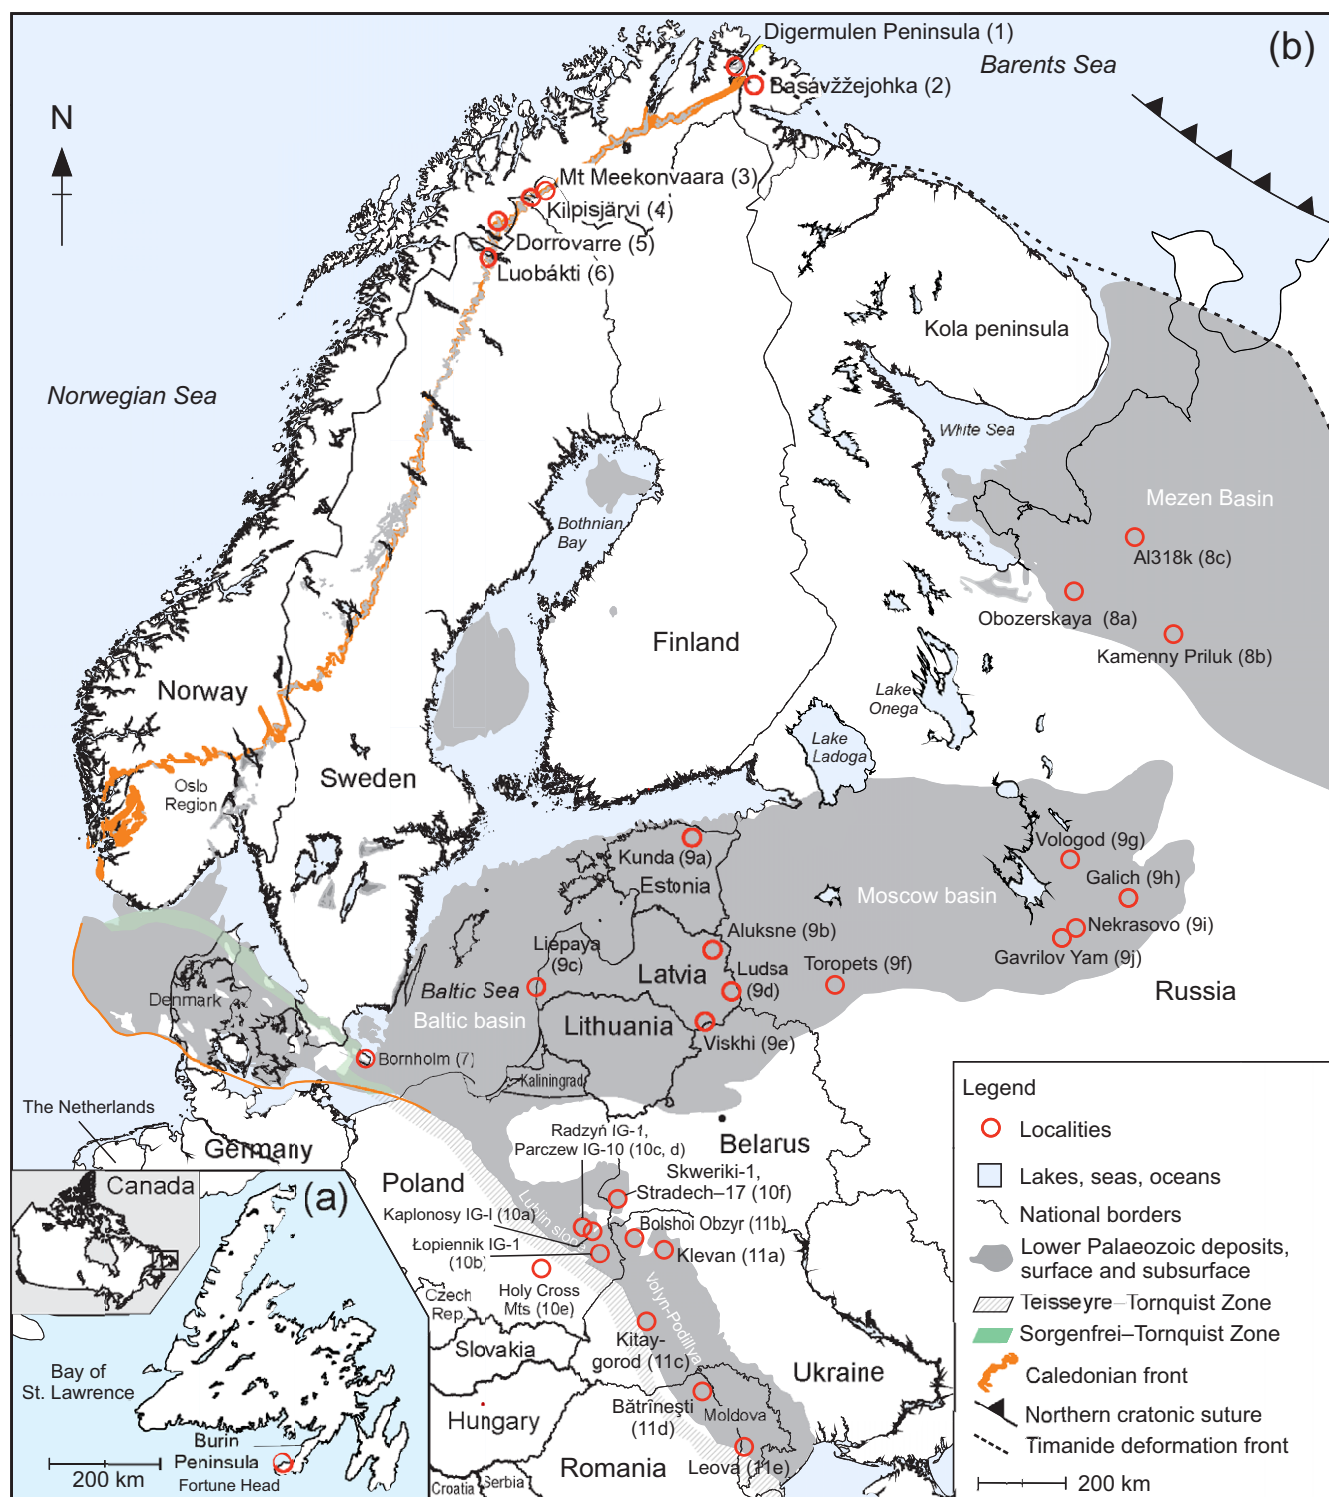 (b)
Digermulen Peninsula (1)
Barents Sea
Basávžžejohka (2)
N
Mt Meekonvaara (3)
Kilpisjärvi (4)
Dorrovarre (5)
Luobákti (6)
Kola peninsula
Norwegian Sea
White Sea
Mezen Basin
Bothnian
Bay
Al318k (8c)
Obozerskaya (8a)
Kamenny Priluk (8b)
Finland
Norway
Lake
Onega
Lake
Ladoga
Sweden
Oslo
Region
Vologod (9g)
Kunda (9a)
Estonia
Galich (9h)
Moscow basin
Nekrasovo (9i)
Gavrilov Yam (9j)
Aluksne (9b)
Liepaya
(9c)
Latvia
Ludsa
(9d)
Toropets (9f)
Russia
Denmark
Baltic Sea
Baltic basin
Lithuania
Viskhi (9e)
Bornholm (7)
Kaliningrad
The Netherlands
Germany
Belarus
Radzyń IG-1,
Parczew IG-10 (10c, d)
Skweriki-1,
Stradech–17 (10f)
Poland
Lublin slope
Kaplonosy IG-I (10a)
Bolshoi Obzyr (11b)
Łopiennik IG-1
(10b)
Klevan (11a)
Holy Cross
Mts (10e)
Czech
Rep.
Volyn-Podillya
Kitay-
gorod (11c)
Slovakia
Ukraine
Bătrîneşti
(11d)
Moldova
Hungary
Leova (11e)
Romania
Croatia
Serbia
Canada
(a)
Bay of
St. Lawrence
Burin
Peninsula
Fortune Head
200 km
Legend
Localities
Lakes, seas, oceans
National borders
Lower Palaeozoic deposits,
surface and subsurface
Teisseyre–Tornquist Zone
Sorgenfrei–Tornquist Zone
Caledonian front
Northern cratonic suture
Timanide deformation front
200 km